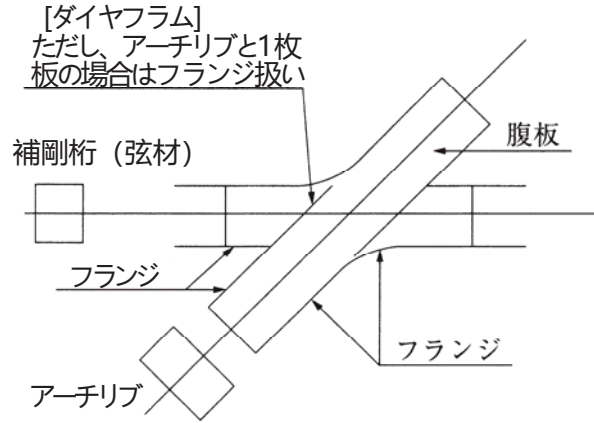 [ダイヤフラム]
ただし、アーチリブと1枚
板の場合はフランジ扱い
腹板
補剛桁（弦材）
フランジ
フランジ
アーチリブ